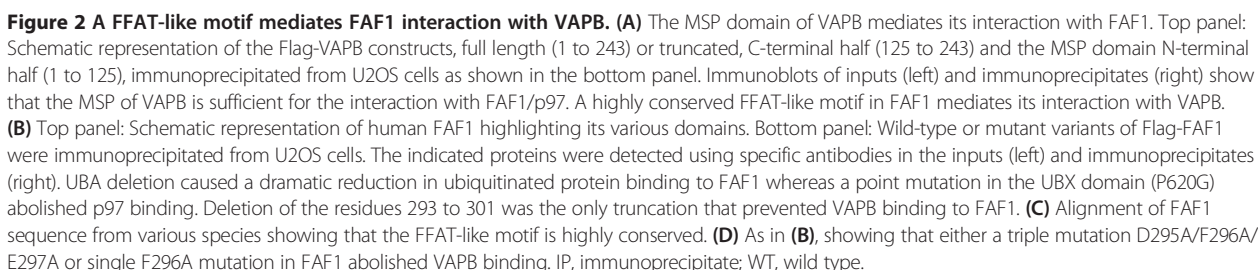 Figure 2 A FFAT-like motif mediates FAF1 interaction with VAPB. (A) The MSP domain of VAPB mediates its interaction with FAF1. Top panel:
Schematic representation of the Flag-VAPB constructs, full length (1 to 243) or truncated, C-terminal half (125 to 243) and the MSP domain N-terminal
half (1 to 125), immunoprecipitated from U2OS cells as shown in the bottom panel. Immunoblots of inputs (left) and immunoprecipitates (right) show
that the MSP of VAPB is sufficient for the interaction with FAF1/p97. A highly conserved FFAT-like motif in FAF1 mediates its interaction with VAPB.
(B) Top panel: Schematic representation of human FAF1 highlighting its various domains. Bottom panel: Wild-type or mutant variants of Flag-FAF1
were immunoprecipitated from U2OS cells. The indicated proteins were detected using specific antibodies in the inputs (left) and immunoprecipitates
(right). UBA deletion caused a dramatic reduction in ubiquitinated protein binding to FAF1 whereas a point mutation in the UBX domain (P620G)
abolished p97 binding. Deletion of the residues 293 to 301 was the only truncation that prevented VAPB binding to FAF1. (C) Alignment of FAF1
sequence from various species showing that the FFAT-like motif is highly conserved. (D) As in (B), showing that either a triple mutation D295A/F296A/
E297A or single F296A mutation in FAF1 abolished VAPB binding. IP, immunoprecipitate; WT, wild type.